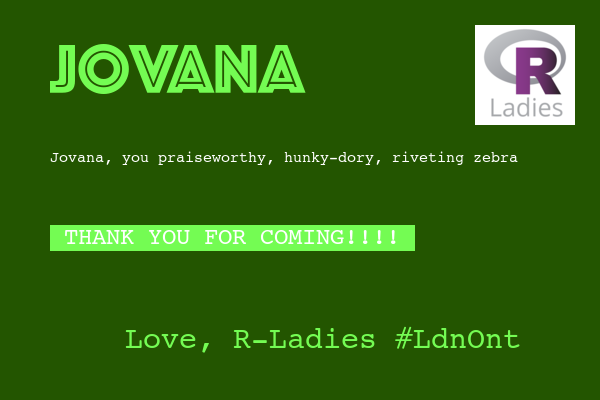 JOVANA
R
Ladies
Jovana, you praiseworthy, hunky-dory, riveting zebra
THANK YOU FOR COMING!!!!
Love, R-Ladies #LdnOnt